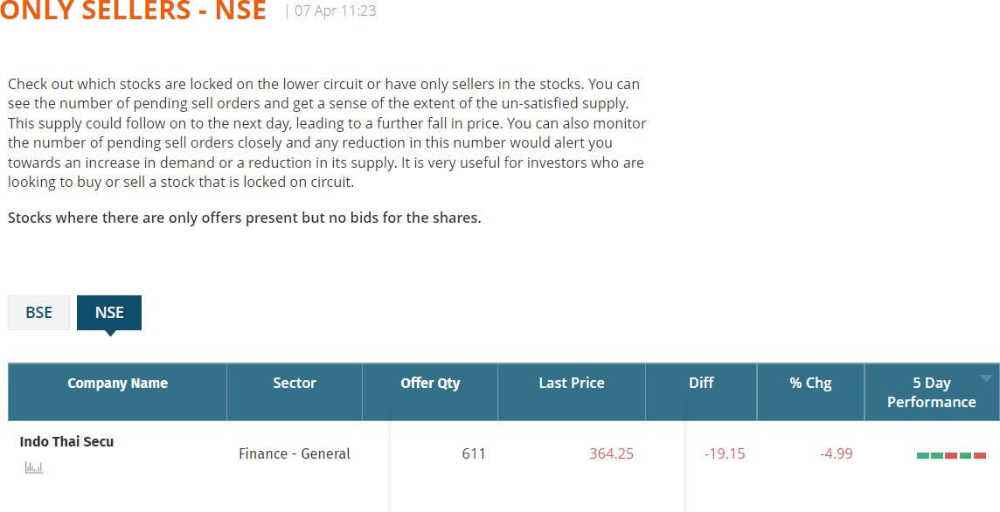 ONLY SELLERS - NSE | 07 Apr 11:23
Check out which stocks are locked on the lower circuit or have only sellers in the stocks. You can
see the number of pending sell orders and get a sense of the extent of the un-satisfied supply.
This supply could follow on to the next day, leading to a further fall in price. You can also monitor
the number of pending sell orders closely and any reduction in this number would alert you
towards an increase in demand or a reduction in its supply. It is very useful for investors who are
looking to buy or sell a stock that is locked on circuit.
Stocks where there are only offers present but no bids for the shares.
BSE NSE
Company Name Sector Offer Qty Last Price Diff % Chg 5 Day
Performance
Indo Thai Secu
Finance - General 611 364.25 -19.15 -4.99